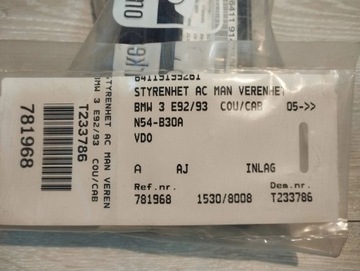 64119199261
STYRENHET AC MAN VERENHET
BMW 3 E92/93 COU/CAB 05->>
N54-B30A
VDO
A AJ INLAG
Ref.nr. Dem.nr.
781968 1530/8008 T233786
STYRENHET AC MAN VEREN
BMW 3 E92/93 COU/CAB
T233786
781968